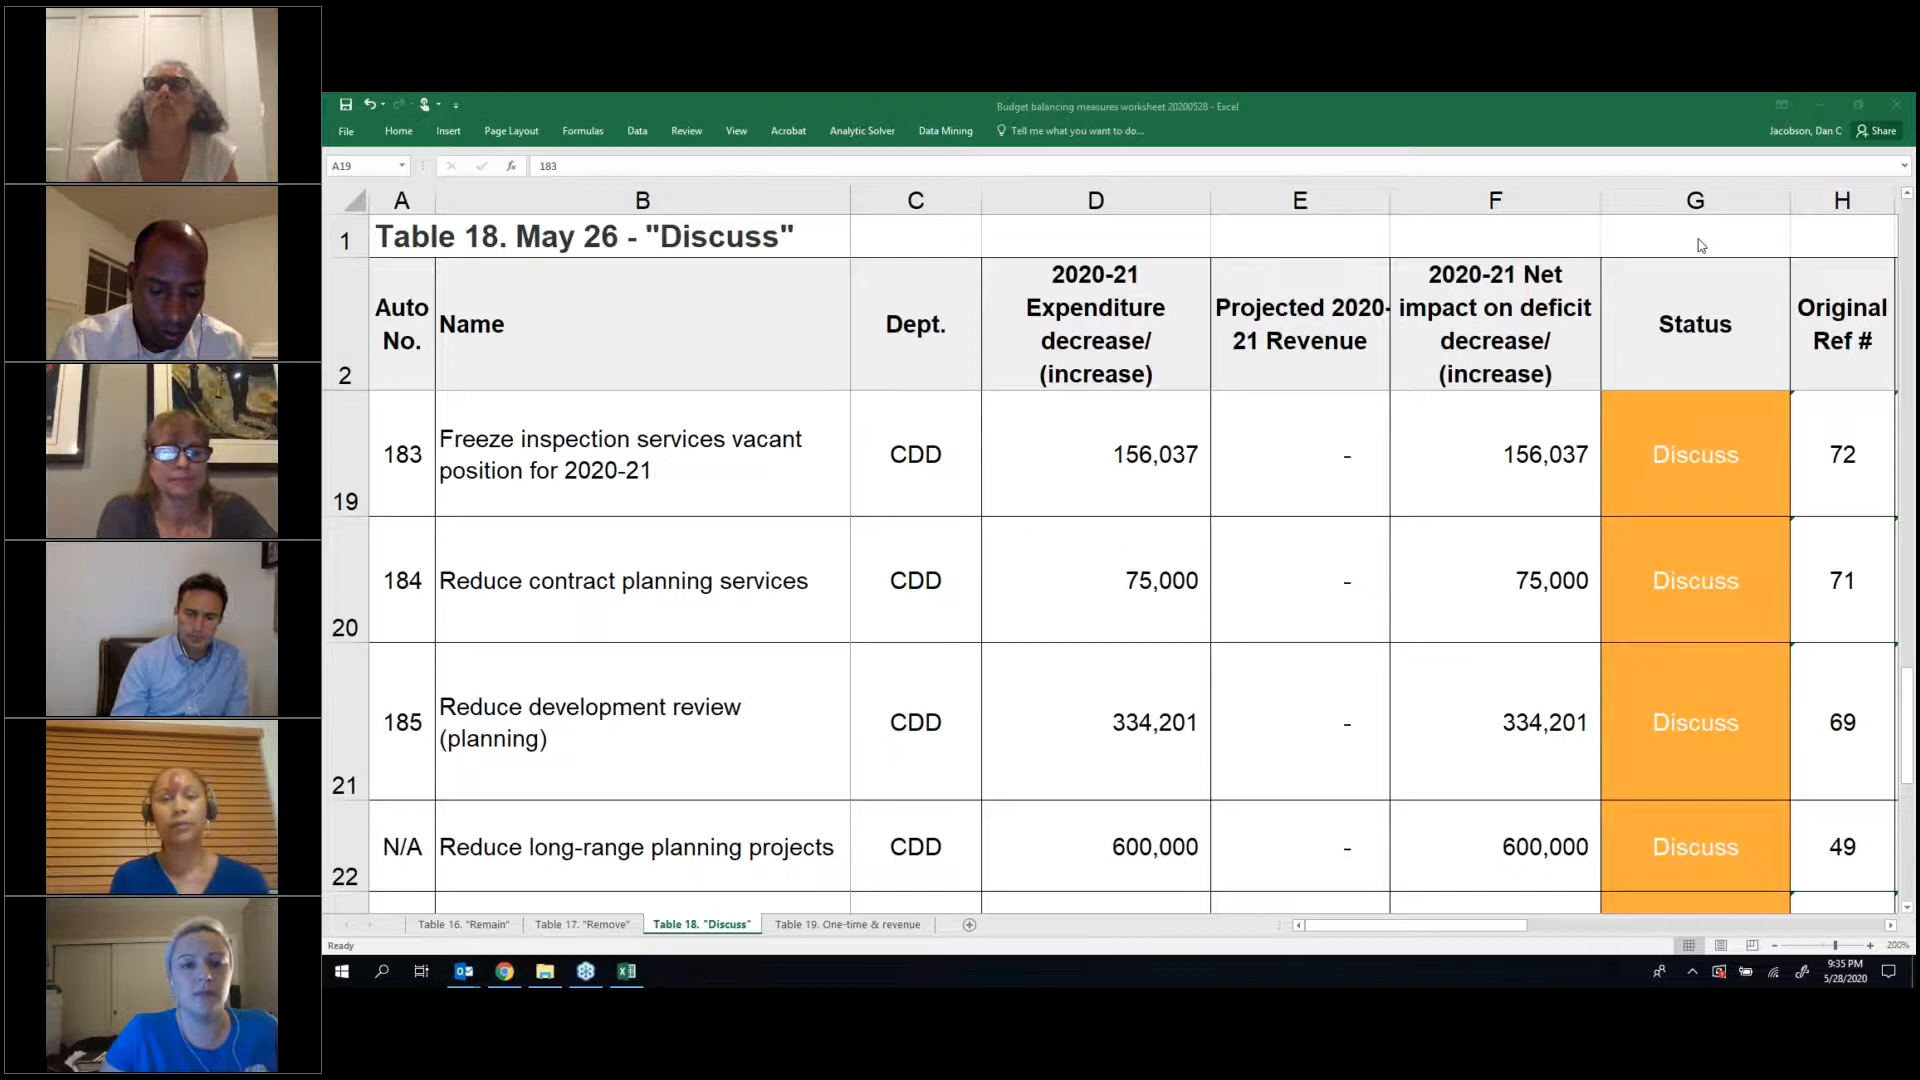 Budget balancing measures worksheet 20200528 - Excel
File Home Insert Page Layout Formulas Data Review View Acrobat Analytic Solver Data Mining Tell me what you want to do... Jacobson, Dan C Share
A19 fx 183
A B C D E F G H
1 Table 18. May 26 - "Discuss"
2
Auto
No.
Name
Dept.
2020-21
Expenditure
decrease/
(increase)
Projected 2020-
21 Revenue
2020-21 Net
impact on deficit
decrease/
(increase)
Status
Original
Ref #
19
183
Freeze inspection services vacant
position for 2020-21
CDD 156,037 - 156,037 Discuss 72
20
184 Reduce contract planning services CDD 75,000 - 75,000 Discuss 71
21
185
Reduce development review
(planning)
CDD 334,201 - 334,201 Discuss 69
22
N/A Reduce long-range planning projects CDD 600,000 - 600,000 Discuss 49
Table 16. "Remain" Table 17. "Remove" Table 18. "Discuss" Table 19. One-time & revenue
Ready 200%
9:35 PM
5/28/2020